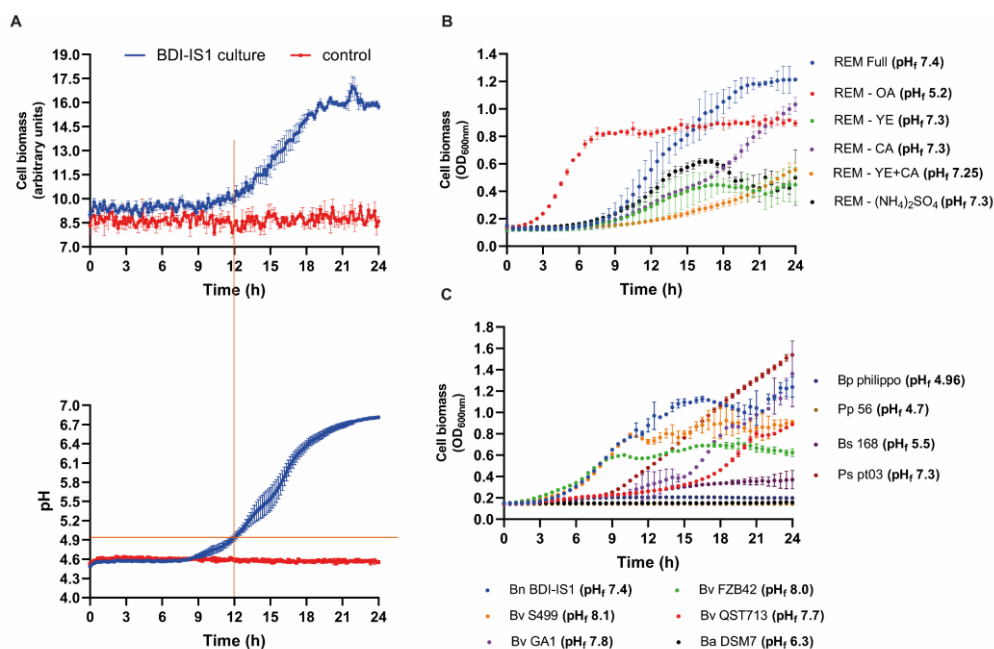 A
BDI-IS1 culture
control
19.0
17.5
16.0
14.5
13.0
11.5
10.0
8.5
7.0
Cell biomass
(arbitrary units)
0 3 6 9 12 15 18 21 24
Time (h)
7.0
6.7
6.4
6.1
5.8
5.5
5.2
4.9
4.6
4.3
4.0
pH
0 3 6 9 12 15 18 21 24
Time (h)
B
1.4
1.2
1.0
0.8
0.6
0.4
0.2
0.0
Cell biomass
(OD600nm)
0 3 6 9 12 15 18 21 24
Time (h)
REM Full (pHf 7.4)
REM - OA (pHf 5.2)
REM - YE (pHf 7.3)
REM - CA (pHf 7.3)
REM - YE+CA (pHf 7.25)
REM - (NH4)2SO4 (pHf 7.3)
C
1.8
1.6
1.4
1.2
1.0
0.8
0.6
0.4
0.2
0.0
Cell biomass
(OD600nm)
0 3 6 9 12 15 18 21 24
Time (h)
Bp philippo (pHf 4.96)
Pp 56 (pHf 4.7)
Bs 168 (pHf 5.5)
Ps pt03 (pHf 7.3)
Bn BDI-IS1 (pHf 7.4)
Bv FZB42 (pHf 8.0)
Bv S499 (pHf 8.1)
Bv QST713 (pHf 7.7)
Bv GA1 (pHf 7.8)
Ba DSM7 (pHf 6.3)